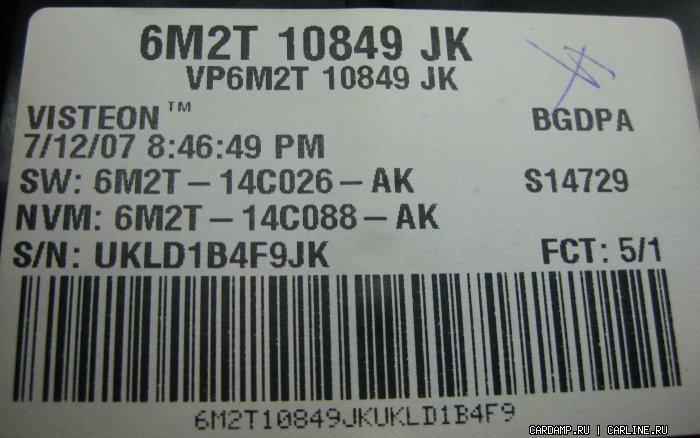 6M2T 10849 JK
VP6M2T 10849 JK
VISTEON™ BGDPA
7/12/07 8:46:49 PM
SW: 6M2T-14C026-AK S14729
NVM: 6M2T-14C088-AK
S/N: UKLD1B4F9JK FCT: 5/1
6M2T10849JKUKLD1B4F9
CARDAMP.RU | CARLINE.RU